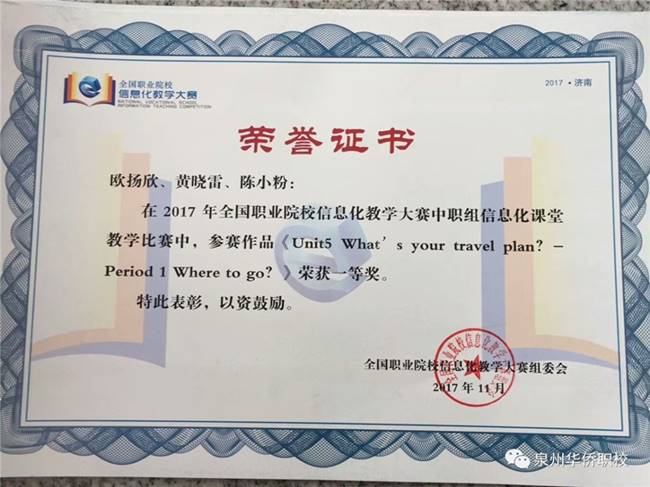 全国职业院校
信息化教学大赛
NATIONAL VOCATIONAL SCHOOL
INFORMATION TEACHING COMPETITION
2017 • 济南
荣誉证书
欧扬欣、黄晓雷、陈小粉：
在 2017 年全国职业院校信息化教学大赛中职组信息化课堂
教学比赛中，参赛作品《Unit5 What’s your travel plan？–
Period 1 Where to go？》荣获一等奖。
特此表彰，以资鼓励。
全国职业院校信息化教学大赛组委会
2017 年 11 月
泉州华侨职校